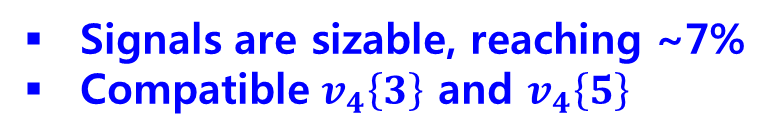 ▪ Signals are sizable, reaching ~7%
▪ Compatible v₄{3} and v₄{5}